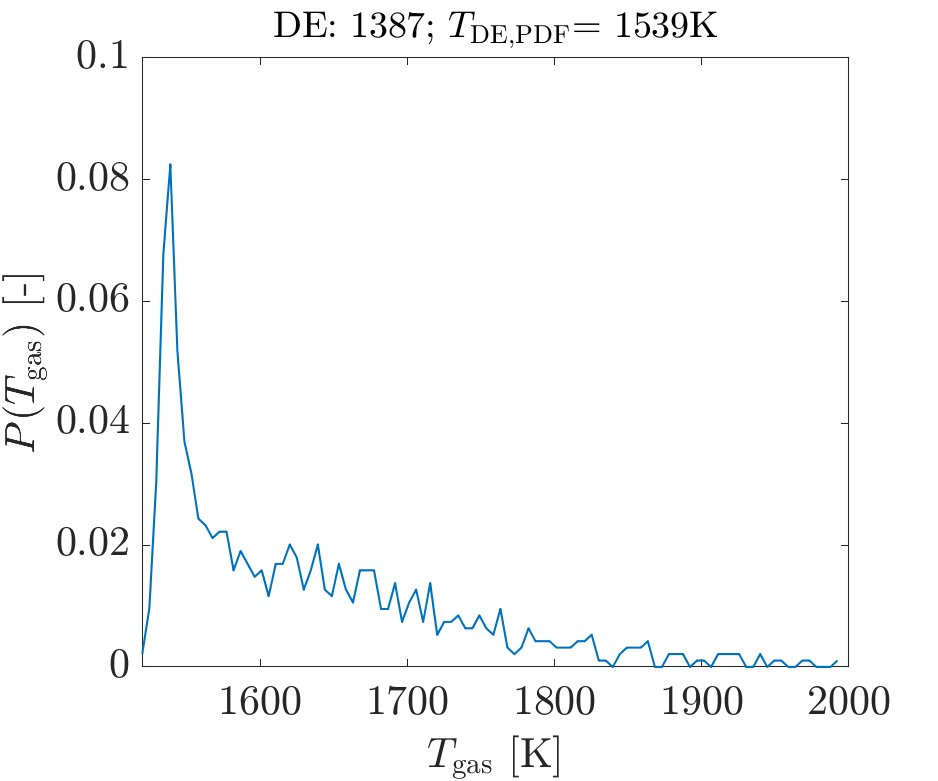 DE: 1387; T_DE,PDF= 1539K
0.1
0.08
0.06
0.04
0.02
0
P(T_gas) [-]
1600 1700 1800 1900 2000
T_gas [K]